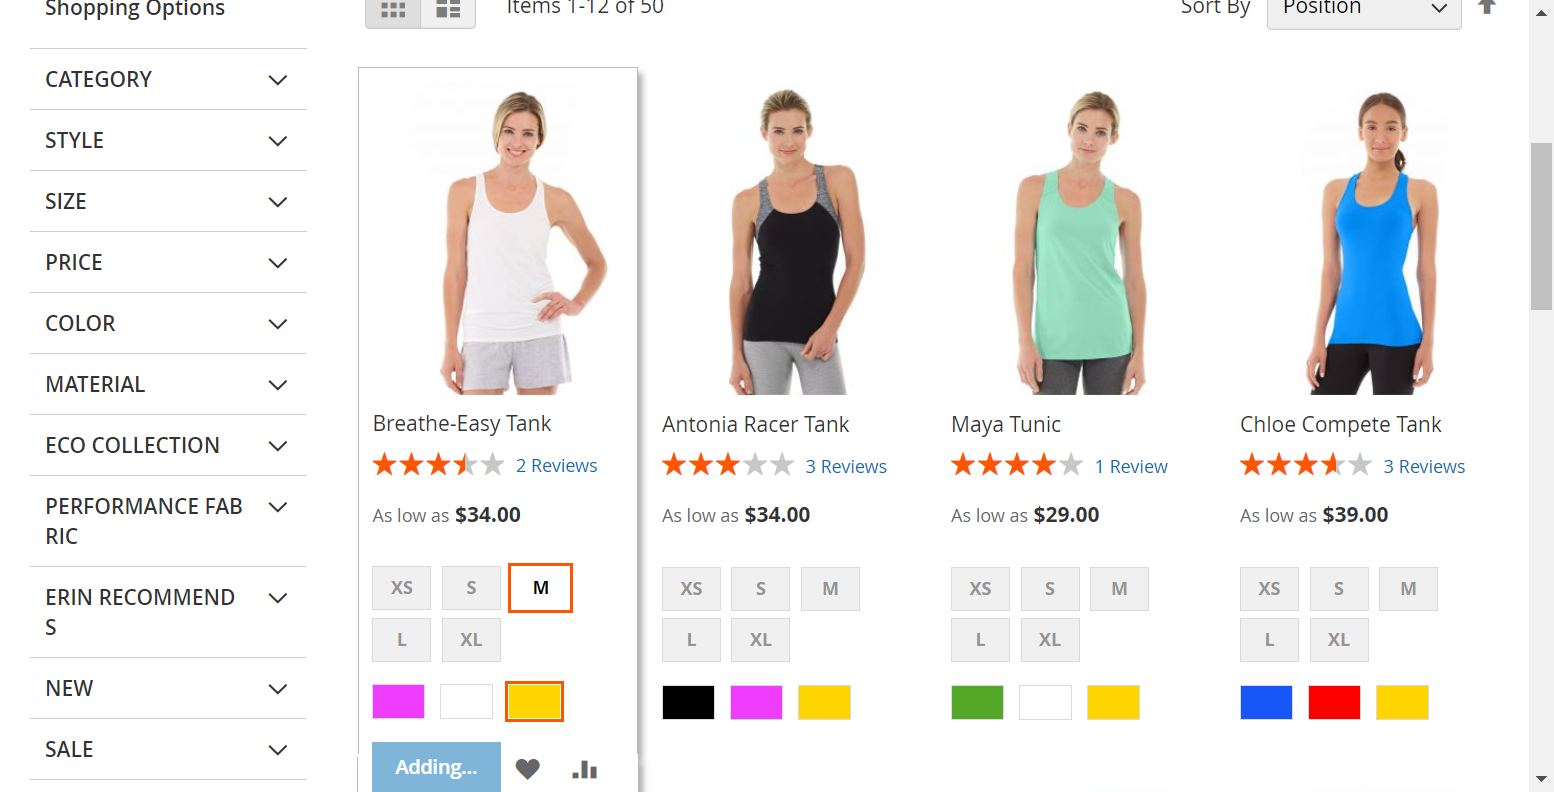 Shopping Options
CATEGORY
STYLE
SIZE
PRICE
COLOR
MATERIAL
ECO COLLECTION
PERFORMANCE FAB
RIC
ERIN RECOMMEND
S
NEW
SALE
Items 1-12 of 50
Sort By Position
Breathe-Easy Tank
2 Reviews
As low as $34.00
XS S M
L XL
Adding...
Antonia Racer Tank
3 Reviews
As low as $34.00
XS S M
L XL
Maya Tunic
1 Review
As low as $29.00
XS S M
L XL
Chloe Compete Tank
3 Reviews
As low as $39.00
XS S M
L XL